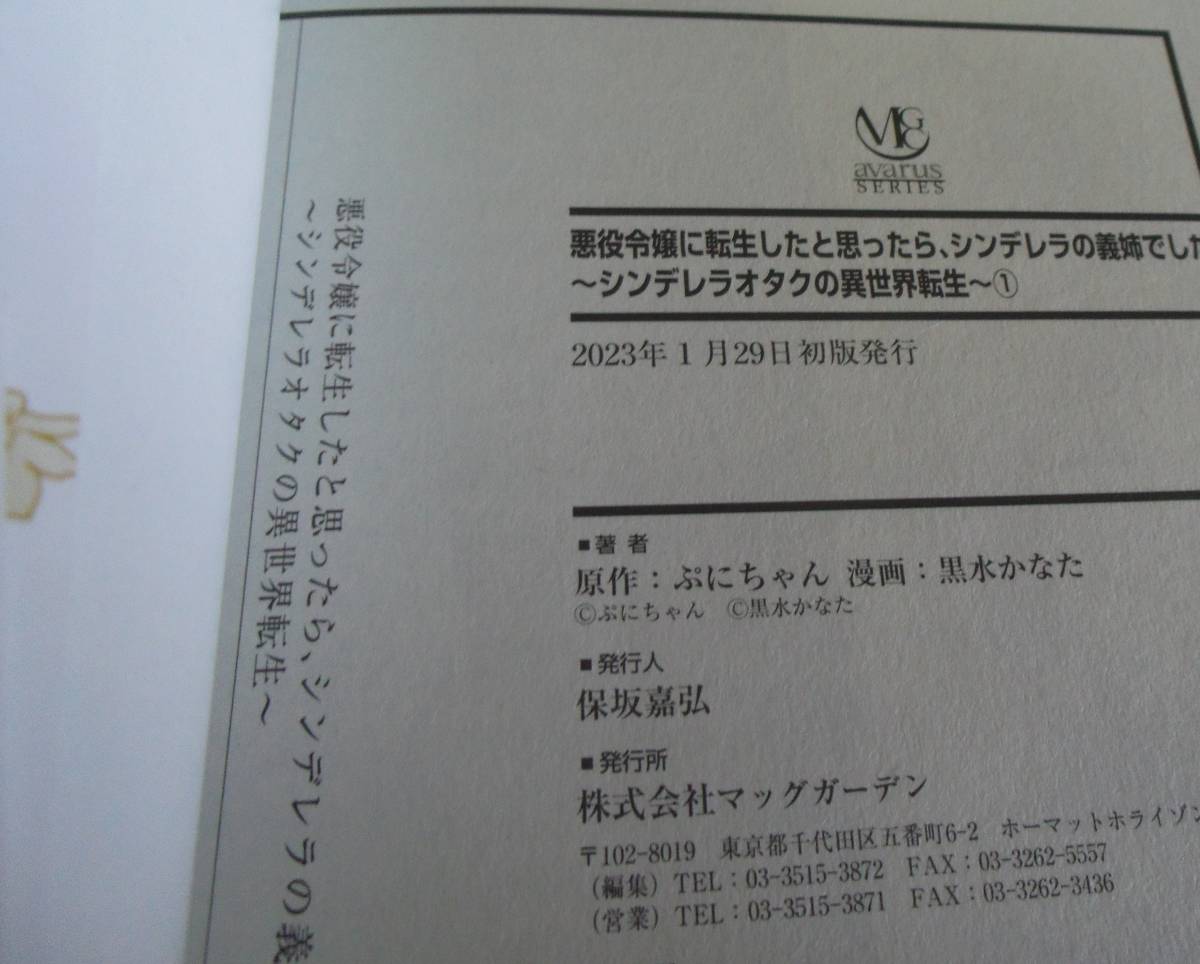 悪役令嬢に転生したと思ったら、シンデレラの義
～シンデレラオタクの異世界転生～
MG
avarus
SERIES
悪役令嬢に転生したと思ったら、シンデレラの義姉でした
～シンデレラオタクの異世界転生～①
2023年1月29日初版発行
■著 者
原作：ぷにちゃん 漫画：黒水かなた
©ぷにちゃん ©黒水かなた
■発行人
保坂嘉弘
■発行所
株式会社マッグガーデン
〒102-8019 東京都千代田区五番町6-2 ホーマットホライゾン
（編集）TEL：03-3515-3872 FAX：03-3262-5557
（営業）TEL：03-3515-3871 FAX：03-3262-3436